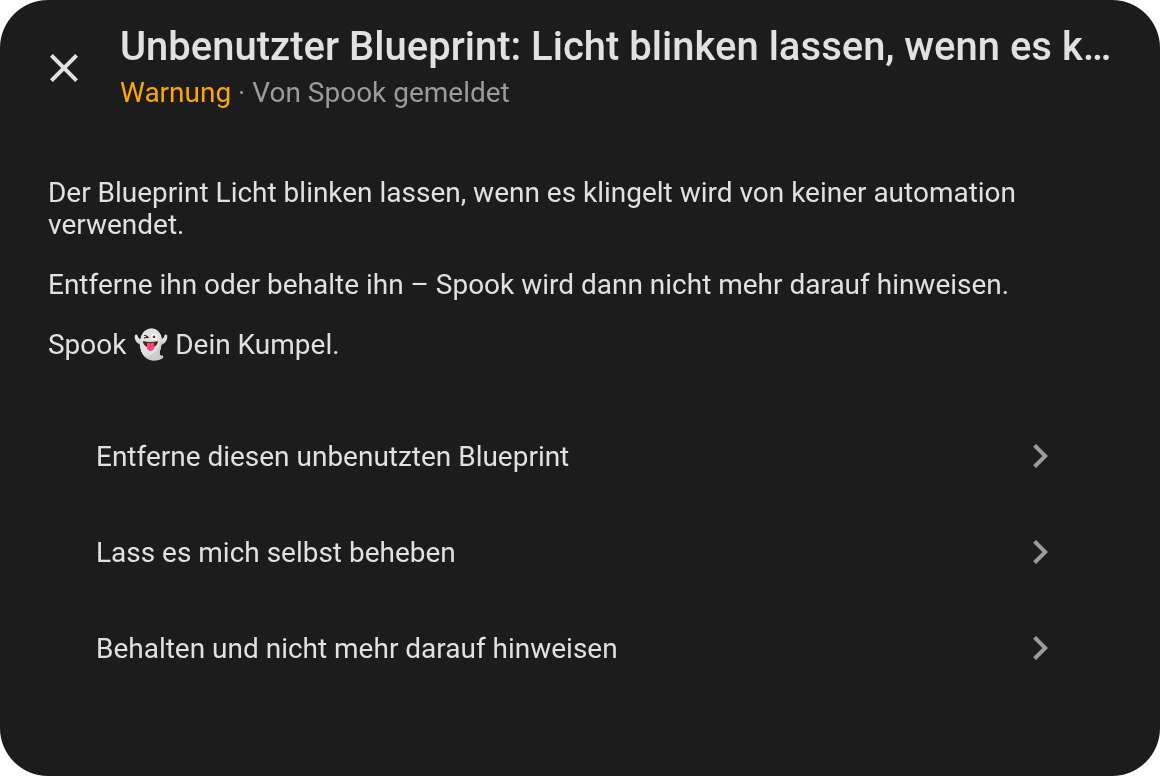 Unbenutzter Blueprint: Licht blinken lassen, wenn es k...
Warnung · Von Spook gemeldet
Der Blueprint Licht blinken lassen, wenn es klingelt wird von keiner automation
verwendet.
Entferne ihn oder behalte ihn – Spook wird dann nicht mehr darauf hinweisen.
Spook 👻 Dein Kumpel.
Entferne diesen unbenutzten Blueprint
Lass es mich selbst beheben
Behalten und nicht mehr darauf hinweisen